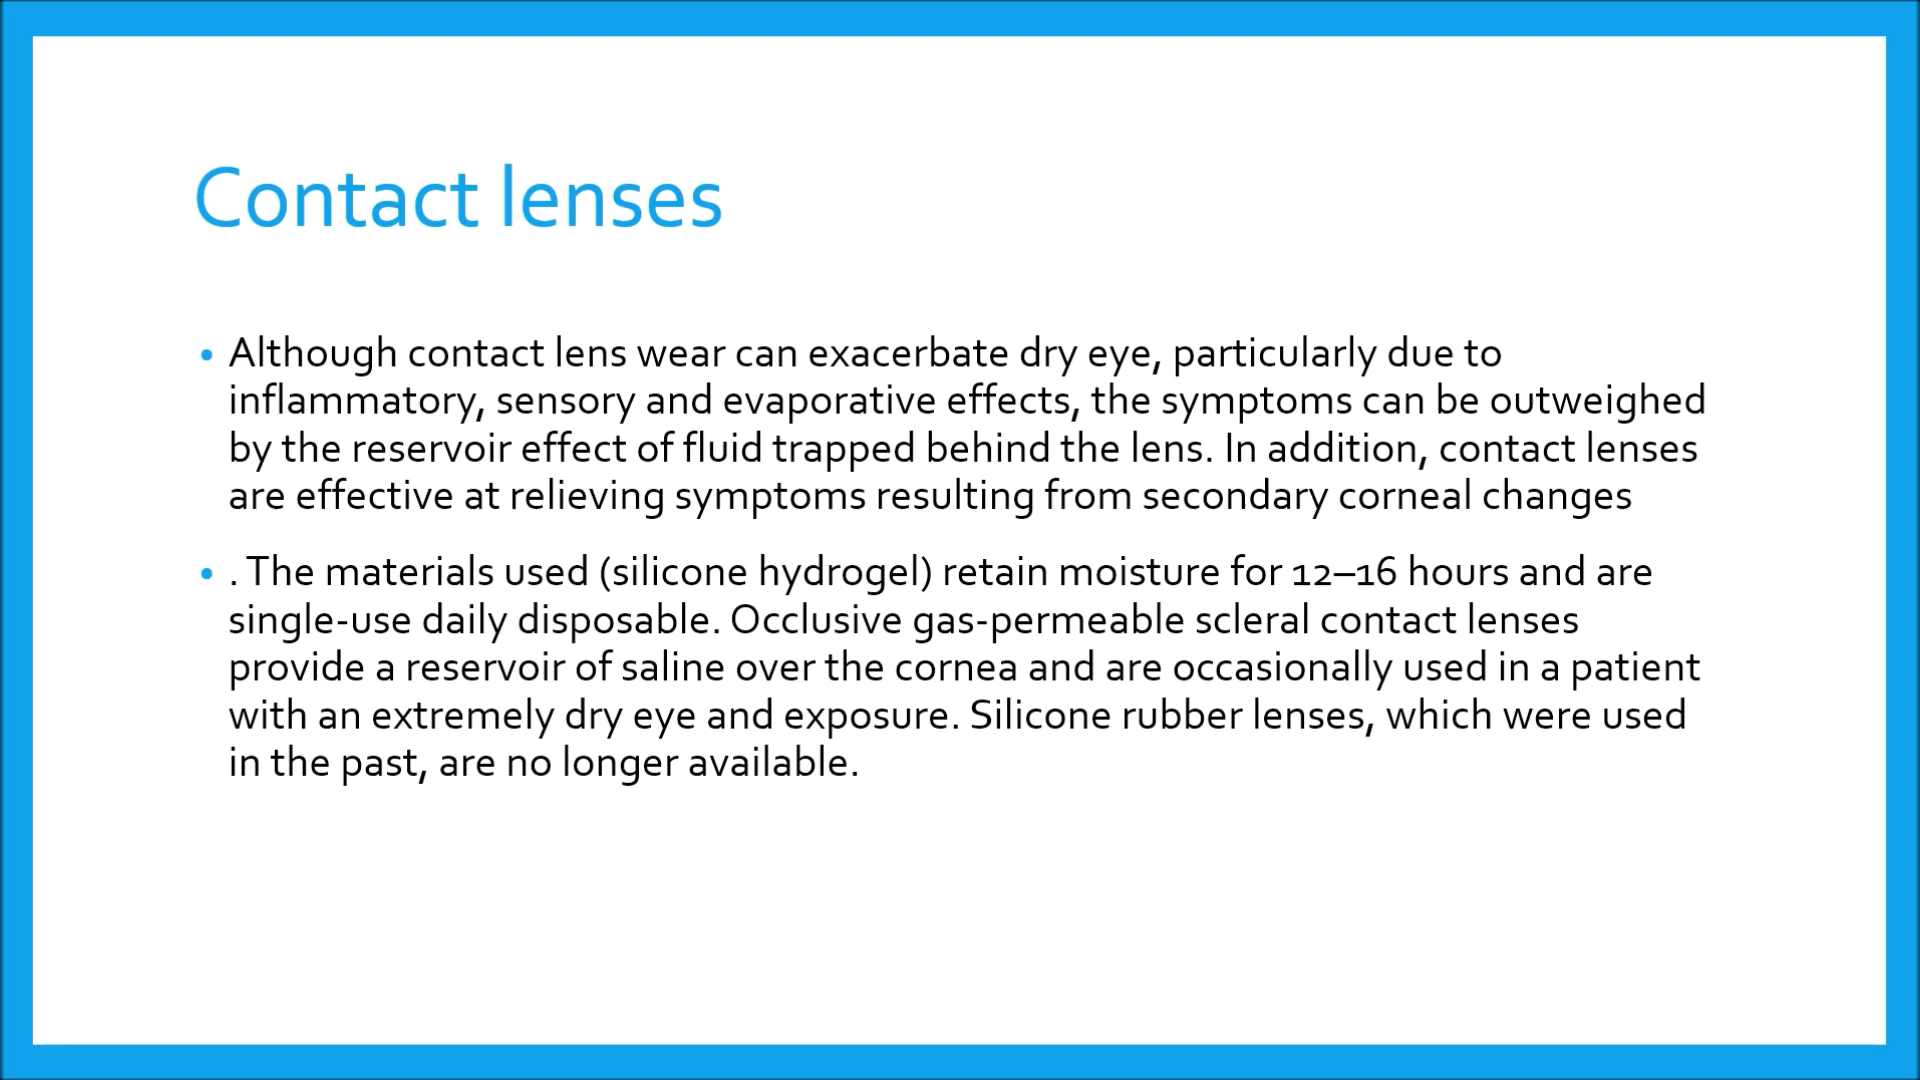 Contact lenses
• Although contact lens wear can exacerbate dry eye, particularly due to
inflammatory, sensory and evaporative effects, the symptoms can be outweighed
by the reservoir effect of fluid trapped behind the lens. In addition, contact lenses
are effective at relieving symptoms resulting from secondary corneal changes
• . The materials used (silicone hydrogel) retain moisture for 12–16 hours and are
single-use daily disposable. Occlusive gas-permeable scleral contact lenses
provide a reservoir of saline over the cornea and are occasionally used in a patient
with an extremely dry eye and exposure. Silicone rubber lenses, which were used
in the past, are no longer available.